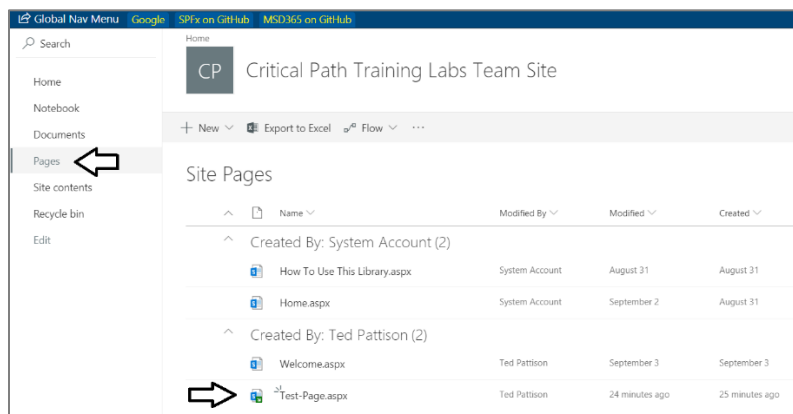 Global Nav Menu Google SPFx on GitHub MSD365 on GitHub
Search
Home
CP Critical Path Training Labs Team Site
Home
Notebook
Documents
Pages
Site contents
Recycle bin
Edit
New Export to Excel Flow ...
Site Pages
Name Modified By Modified Created
Created By: System Account (2)
How To Use This Library.aspx System Account August 31 August 31
Home.aspx System Account September 2 August 31
Created By: Ted Pattison (2)
Welcome.aspx Ted Pattison September 3 September 3
Test-Page.aspx Ted Pattison 24 minutes ago 25 minutes ago